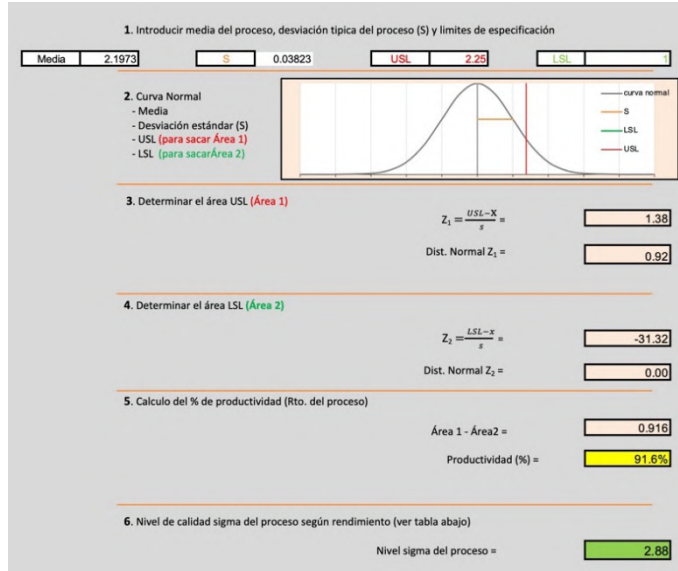 1. Introducir media del proceso, desviación tipica del proceso (S) y limites de especificación
Media 2.1973 S 0.03823 USL 2.25 LSL 1
2. Curva Normal
- Media
- Desviación estándar (S)
- USL (para sacar Área 1)
- LSL (para sacarÁrea 2)
curva normal
S
LSL
USL
3. Determinar el área USL (Área 1)
Z₁ = USL-X/s = 1.38
Dist. Normal Z₁ = 0.92
4. Determinar el área LSL (Área 2)
Z₂ = LSL-x/s = -31.32
Dist. Normal Z₂ = 0.00
5. Calculo del % de productividad (Rto. del proceso)
Área 1 - Área2 = 0.916
Productividad (%) = 91.6%
6. Nivel de calidad sigma del proceso según rendimiento (ver tabla abajo)
Nivel sigma del proceso = 2.88